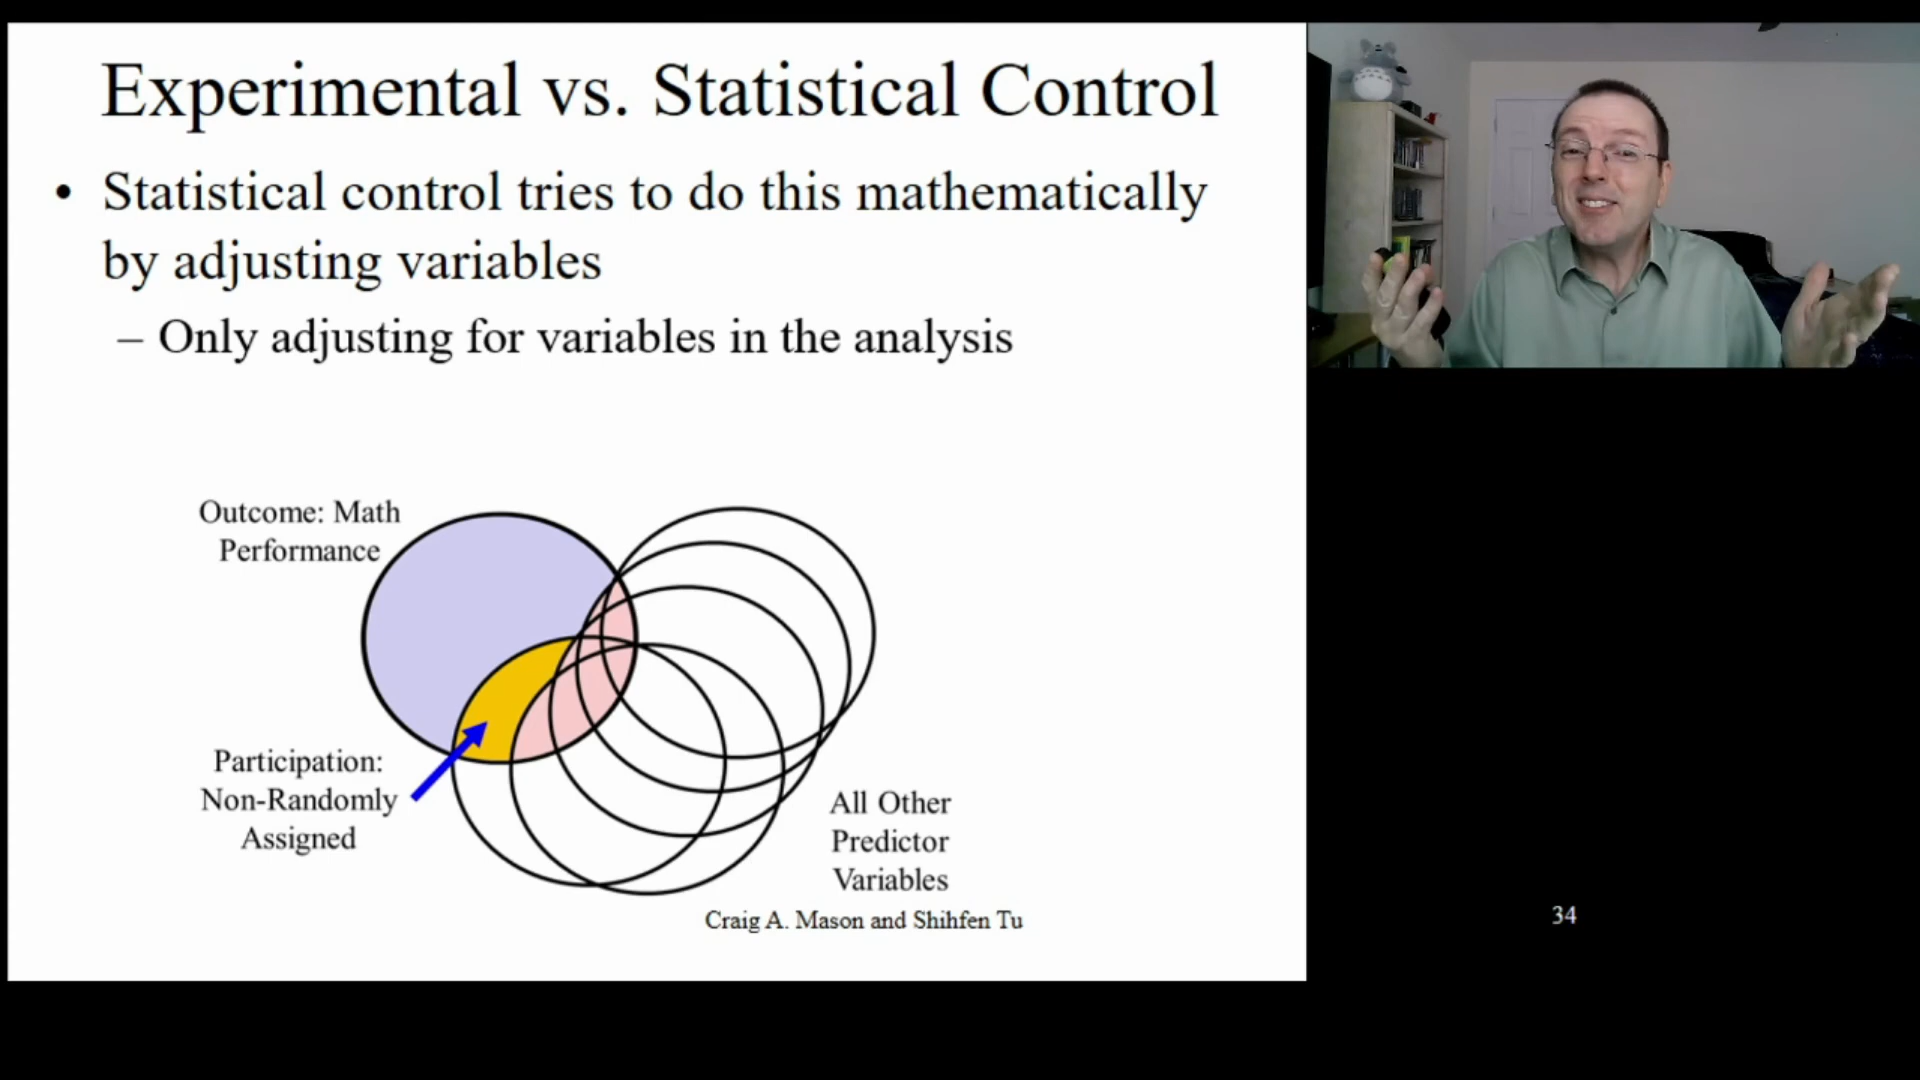 Experimental vs. Statistical Control
• Statistical control tries to do this mathematically
by adjusting variables
– Only adjusting for variables in the analysis
Outcome: Math
Performance
Participation:
Non-Randomly
Assigned
All Other
Predictor
Variables
Craig A. Mason and Shihfen Tu
34